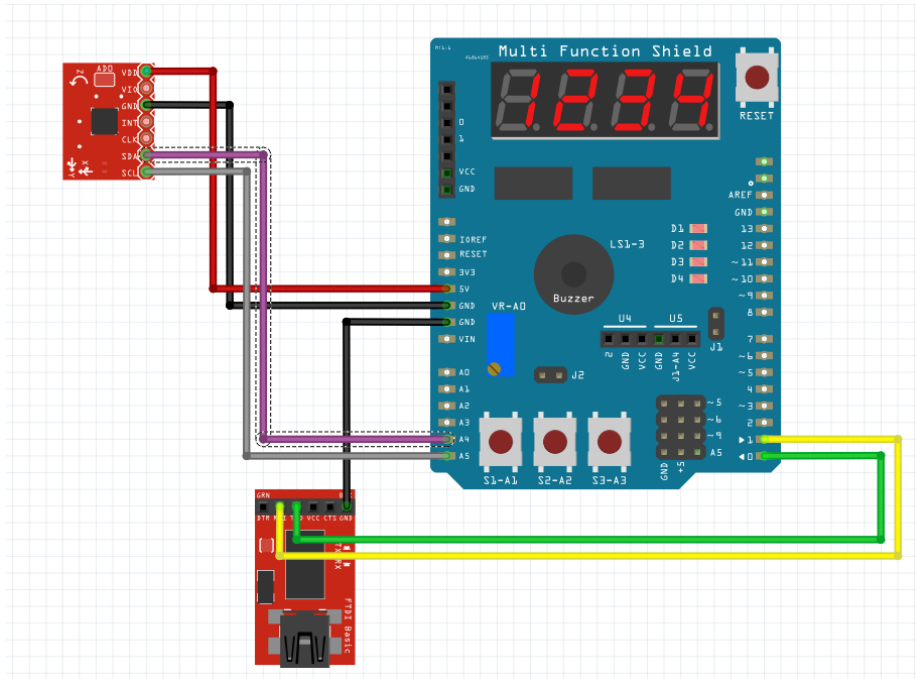 Multi Function Shield
RESET
1234
Z
AD0
VDD
VIO
GND
INT
CLK
SDA
SCL
X
Y
0
1
VCC
GND
IOREF
RESET
3V3
5V
GND
GND
VIN
A0
A1
A2
A3
A4
A5
AREF
GND
13
12
~11
~10
~9
8
7
~6
~5
4
~3
2
1
0
D1
D2
D3
D4
LS1-3
Buzzer
VR-A0
U4 U5
2 GND VCC GND J1-A4 VCC
J1
J2
~5
~6
~9
A5
GND +5
S1-A1 S2-A2 S3-A3
GRN
DTR VCC CTS GND
FTDI Basic